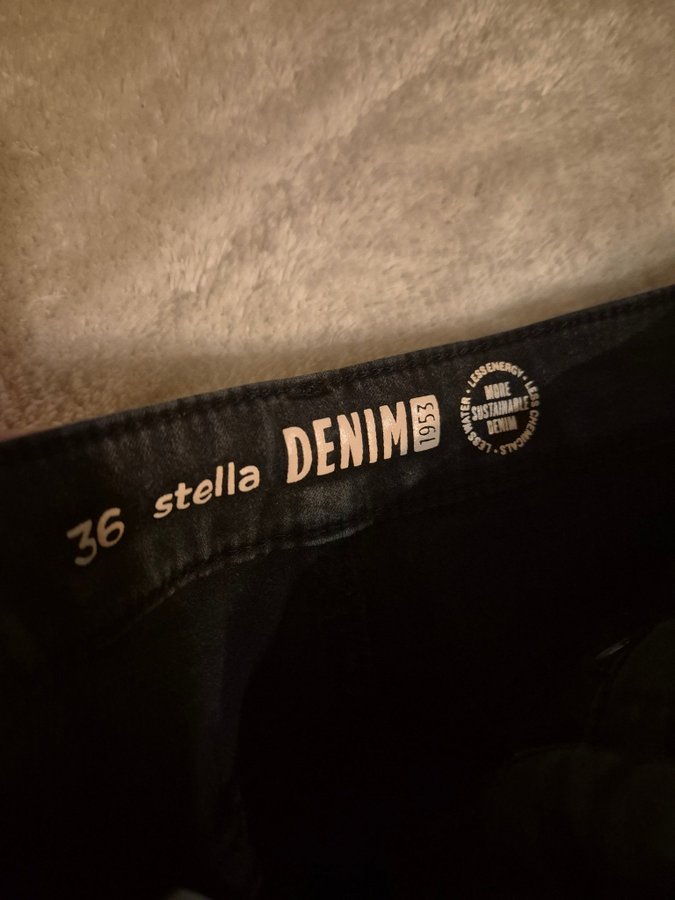 36 stella DENIM 1953
MORE
SUSTAINABLE
DENIM
LESS WATER • LESS ENERGY • LESS CHEMICALS •